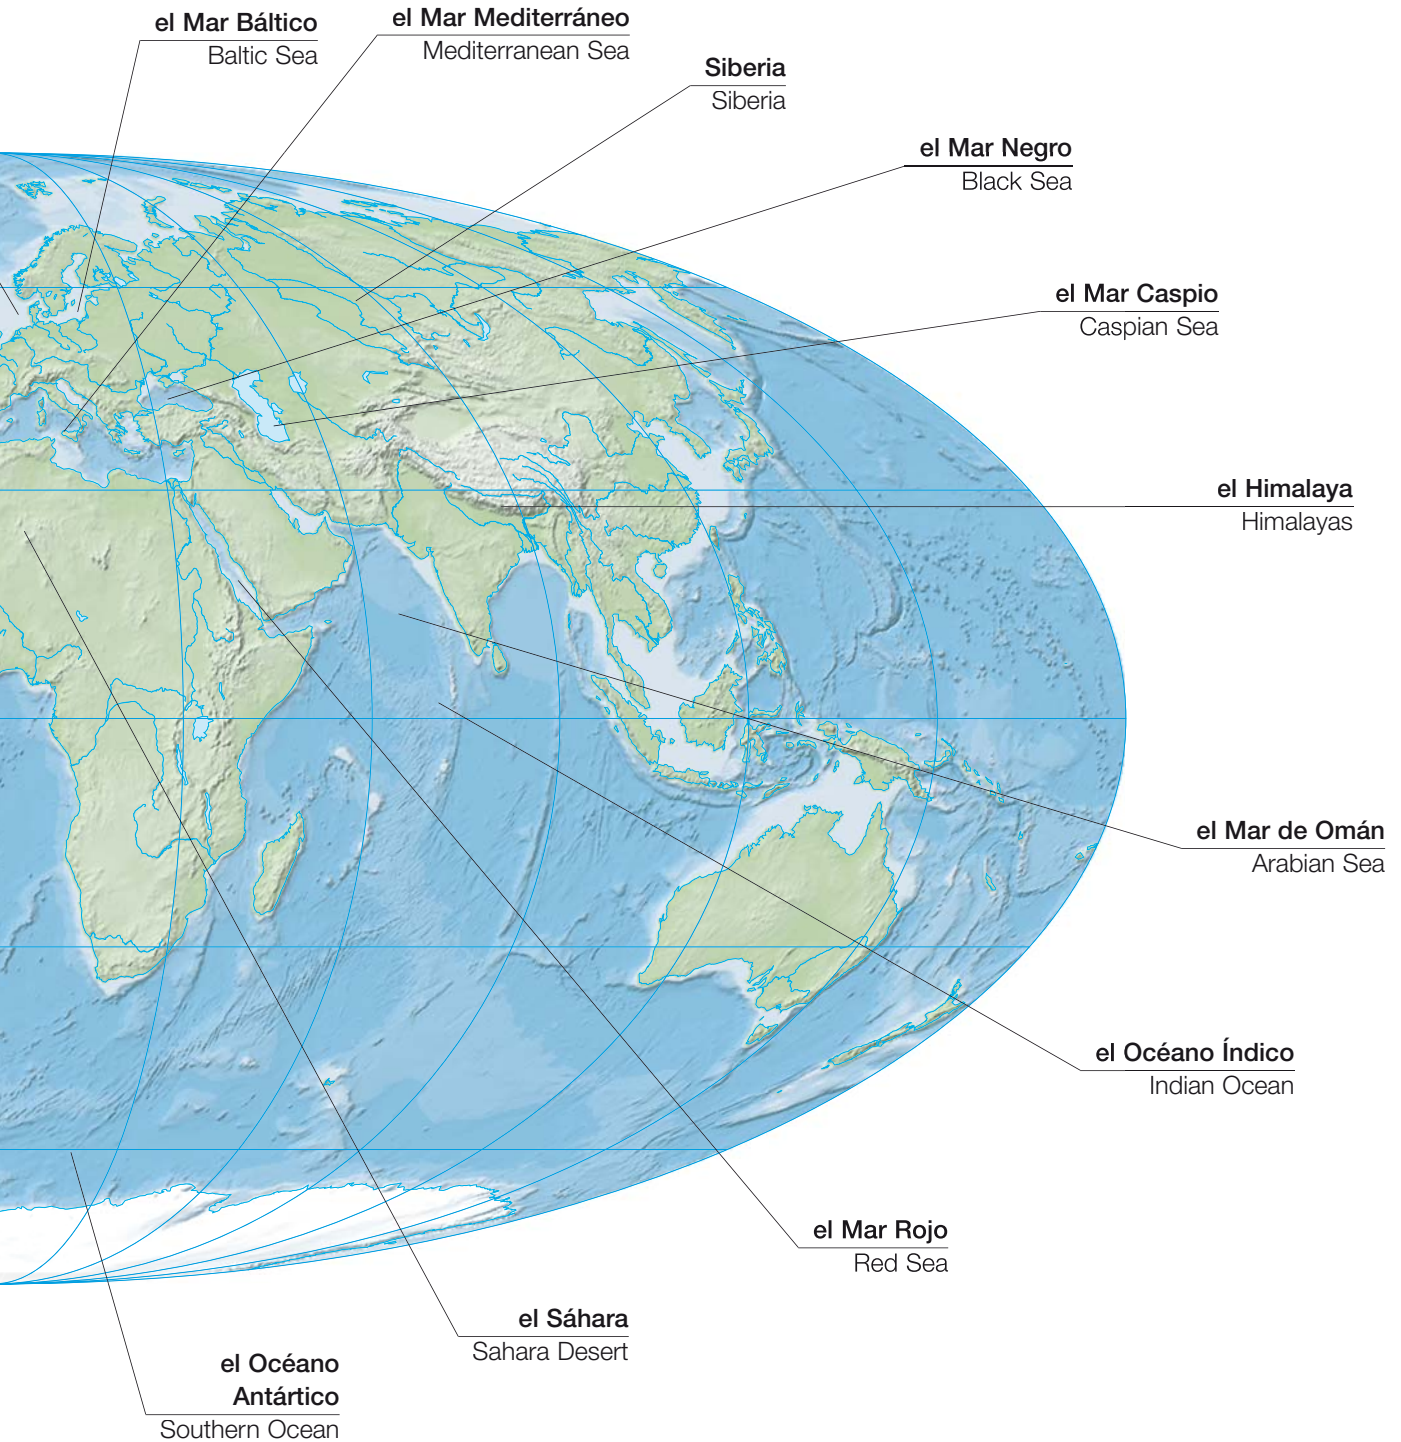 el Mar Báltico
Baltic Sea
el Mar Mediterráneo
Mediterranean Sea
Siberia
Siberia
el Mar Negro
Black Sea
el Mar Caspio
Caspian Sea
el Himalaya
Himalayas
el Mar de Omán
Arabian Sea
el Océano Índico
Indian Ocean
el Mar Rojo
Red Sea
el Sáhara
Sahara Desert
el Océano
Antártico
Southern Ocean